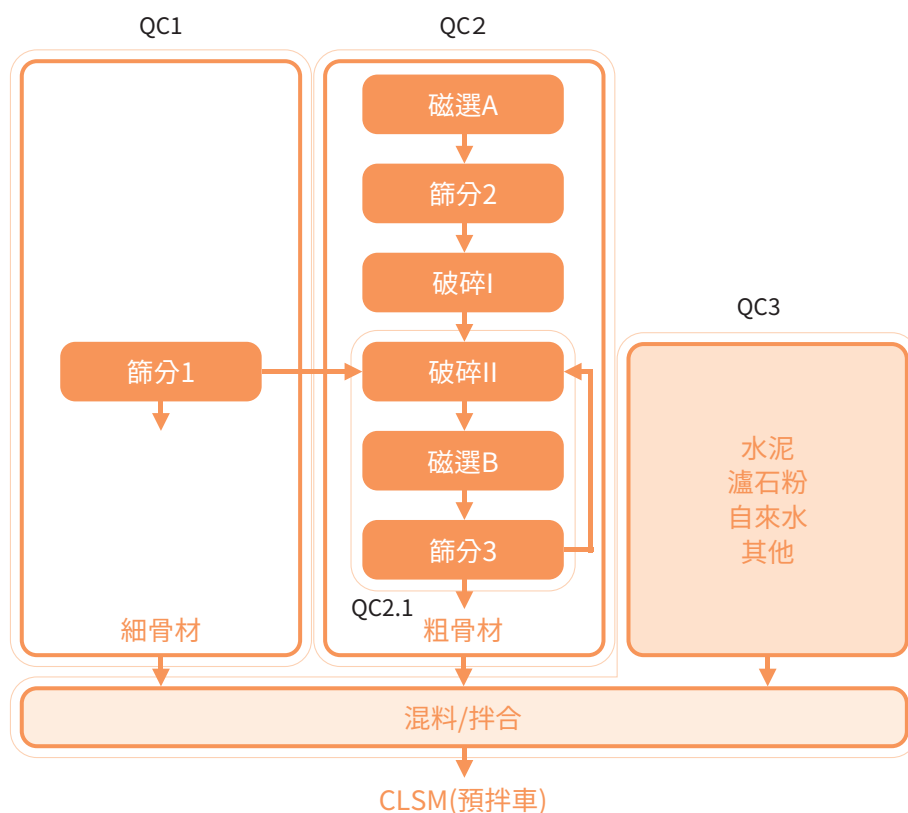 QC1
QC2
磁選A
篩分2
破碎I
QC3
篩分1
破碎II
水泥
瀘石粉
自來水
其他
磁選B
篩分3
QC2.1
細骨材
粗骨材
混料/拌合
CLSM(預拌車)